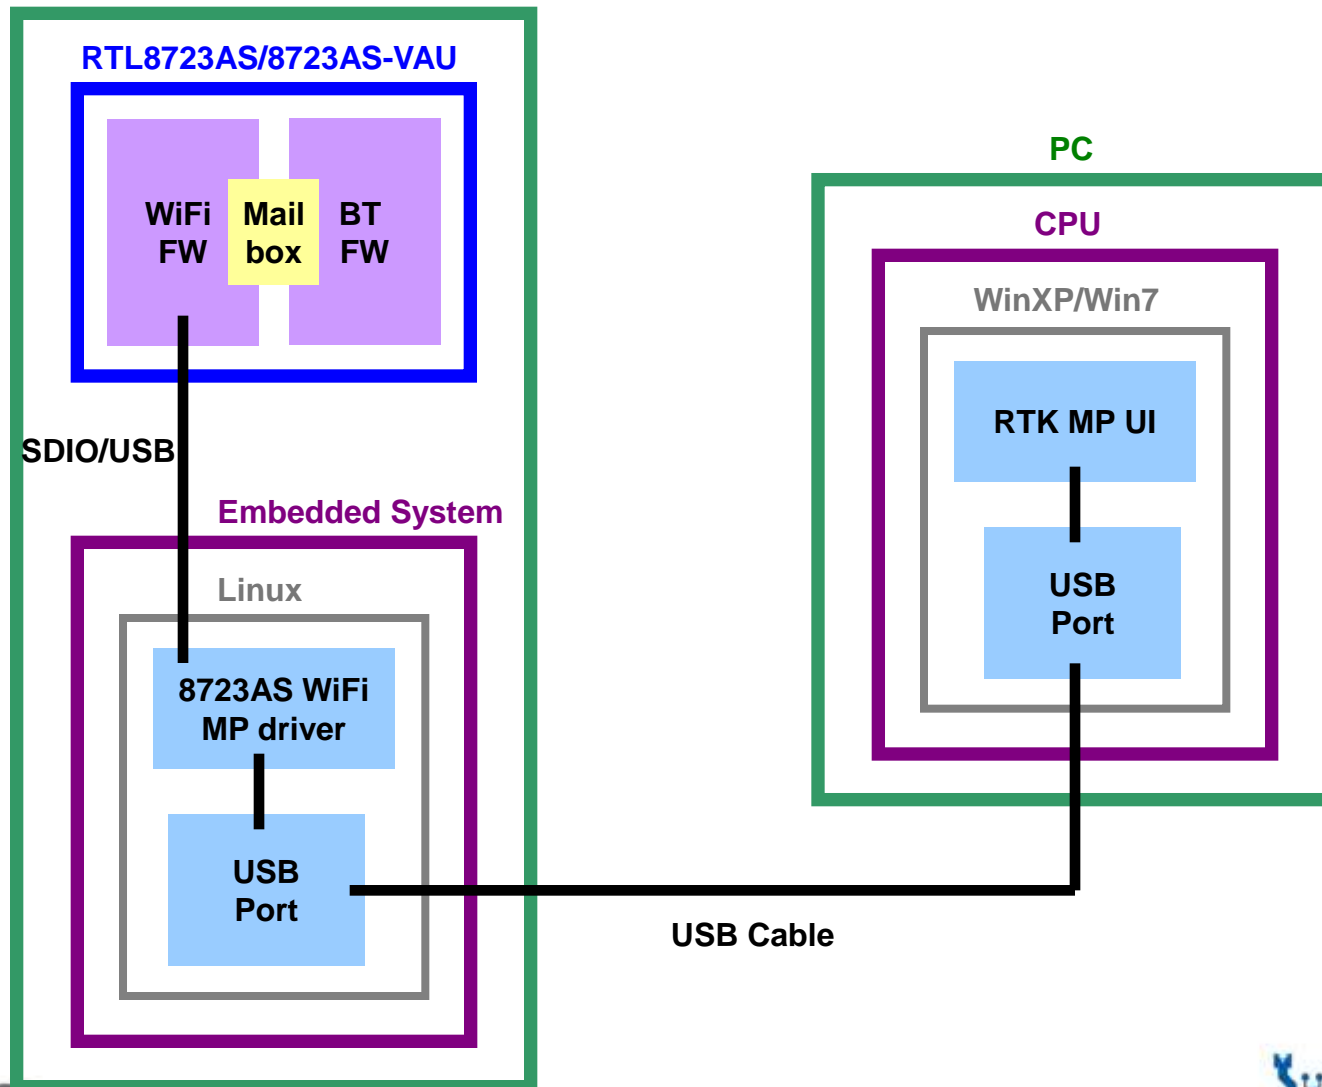 RTL8723AS/8723AS-VAU
WiFi
FW
Mail
box
BT
FW
SDIO/USB
Embedded System
Linux
8723AS WiFi
MP driver
USB
Port
USB Cable
PC
CPU
WinXP/Win7
RTK MP UI
USB
Port